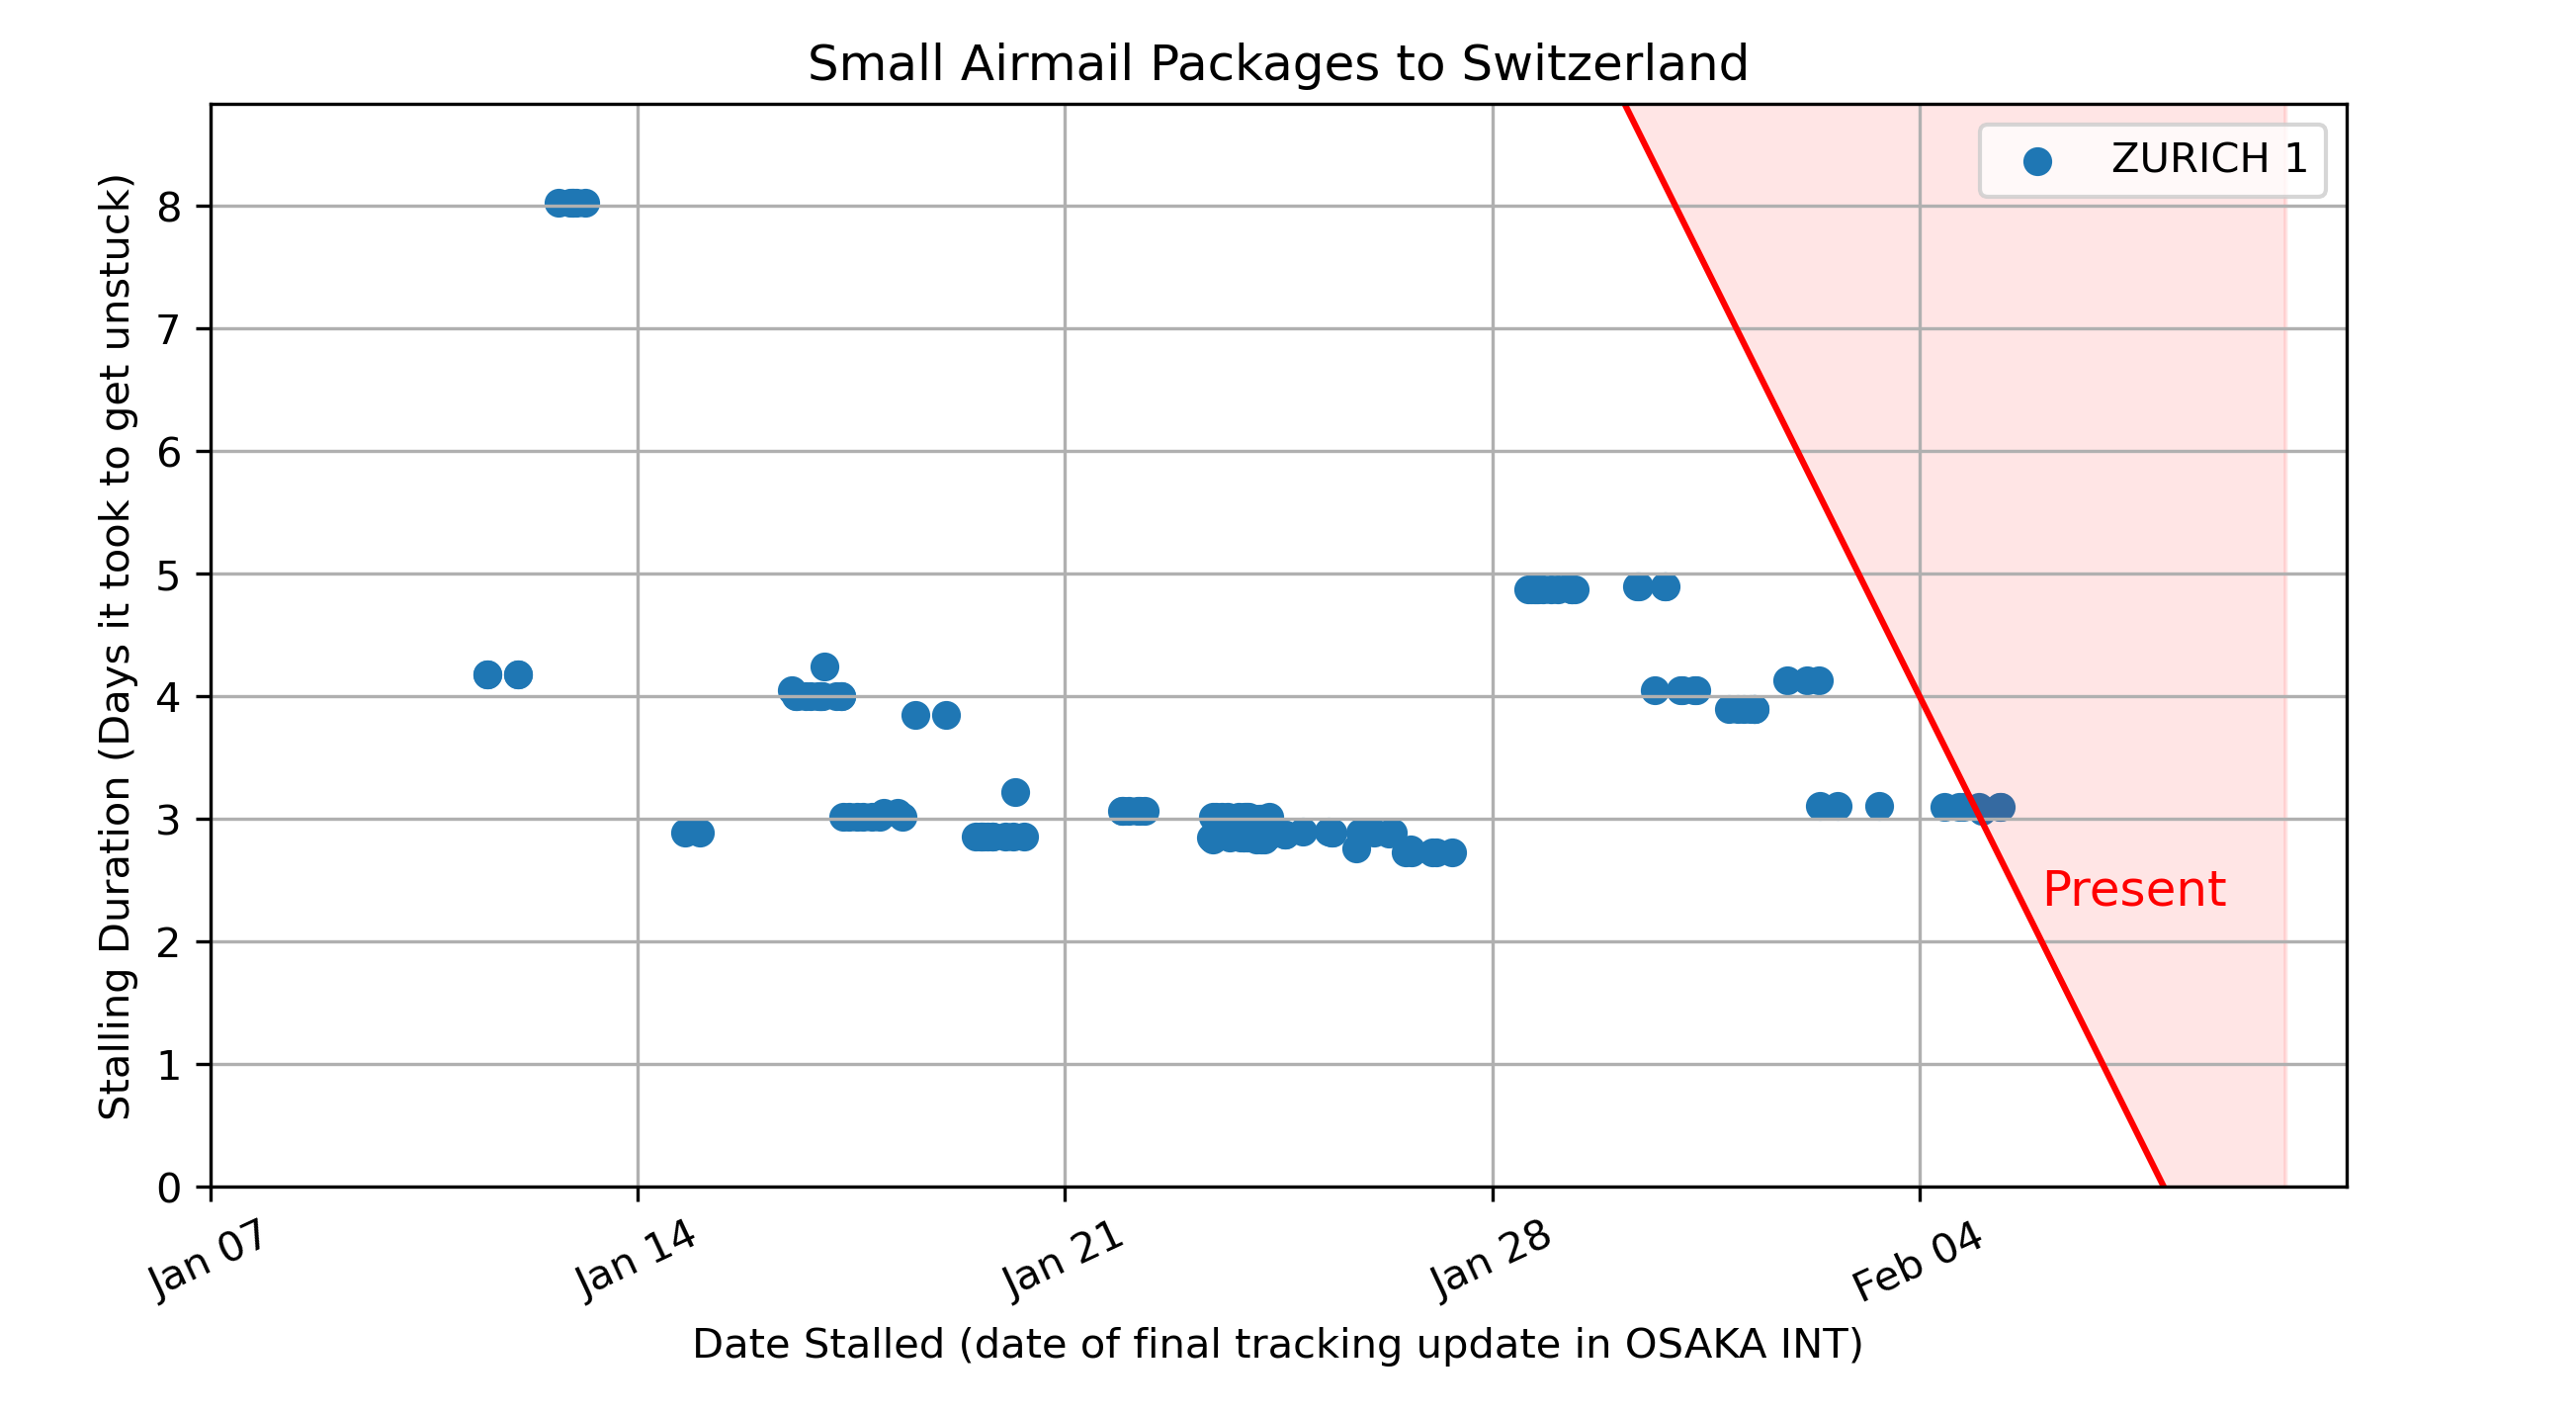 Small Airmail Packages to Switzerland
ZURICH 1
Stalling Duration (Days it took to get unstuck)
8
7
6
5
4
3
2
1
0
Present
Jan 07
Jan 14
Jan 21
Jan 28
Feb 04
Date Stalled (date of final tracking update in OSAKA INT)